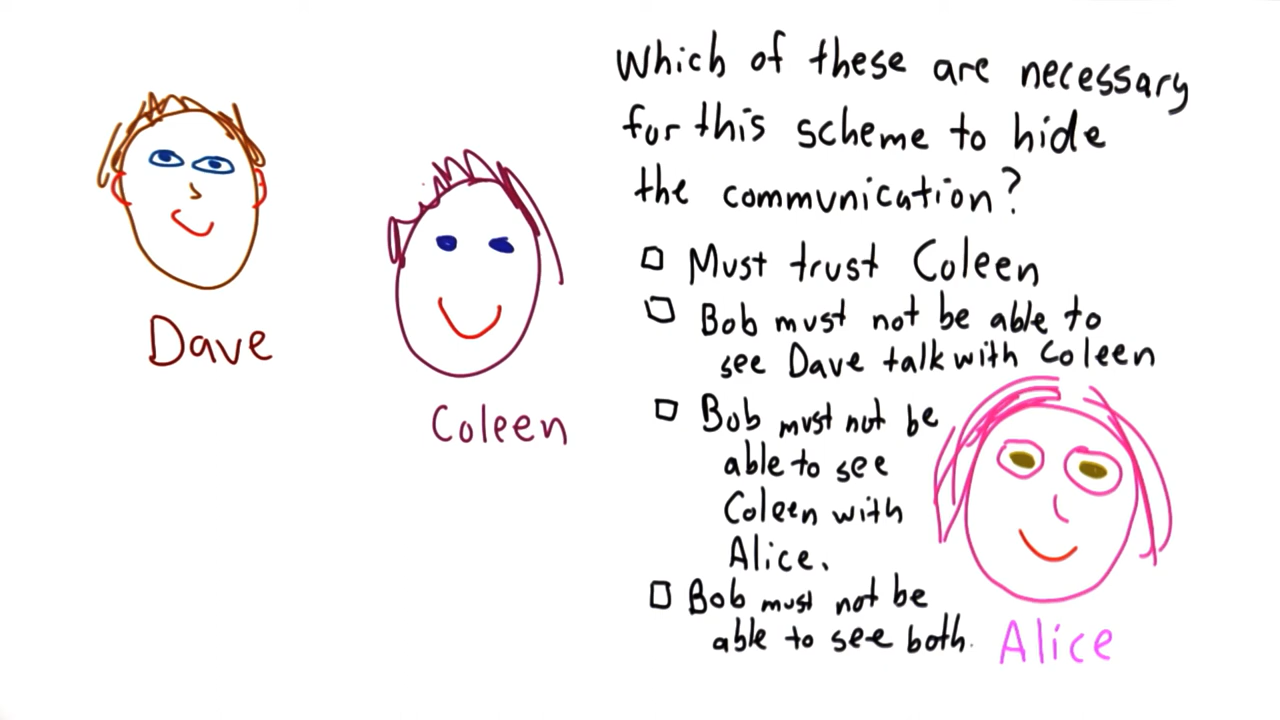 Which of these are necessary
for this scheme to hide
the communication?
Must trust Coleen
Bob must not be able to
see Dave talk with Coleen
Bob must not be
able to see
Coleen with
Alice.
Bob must not be
able to see both.
Dave
Coleen
Alice